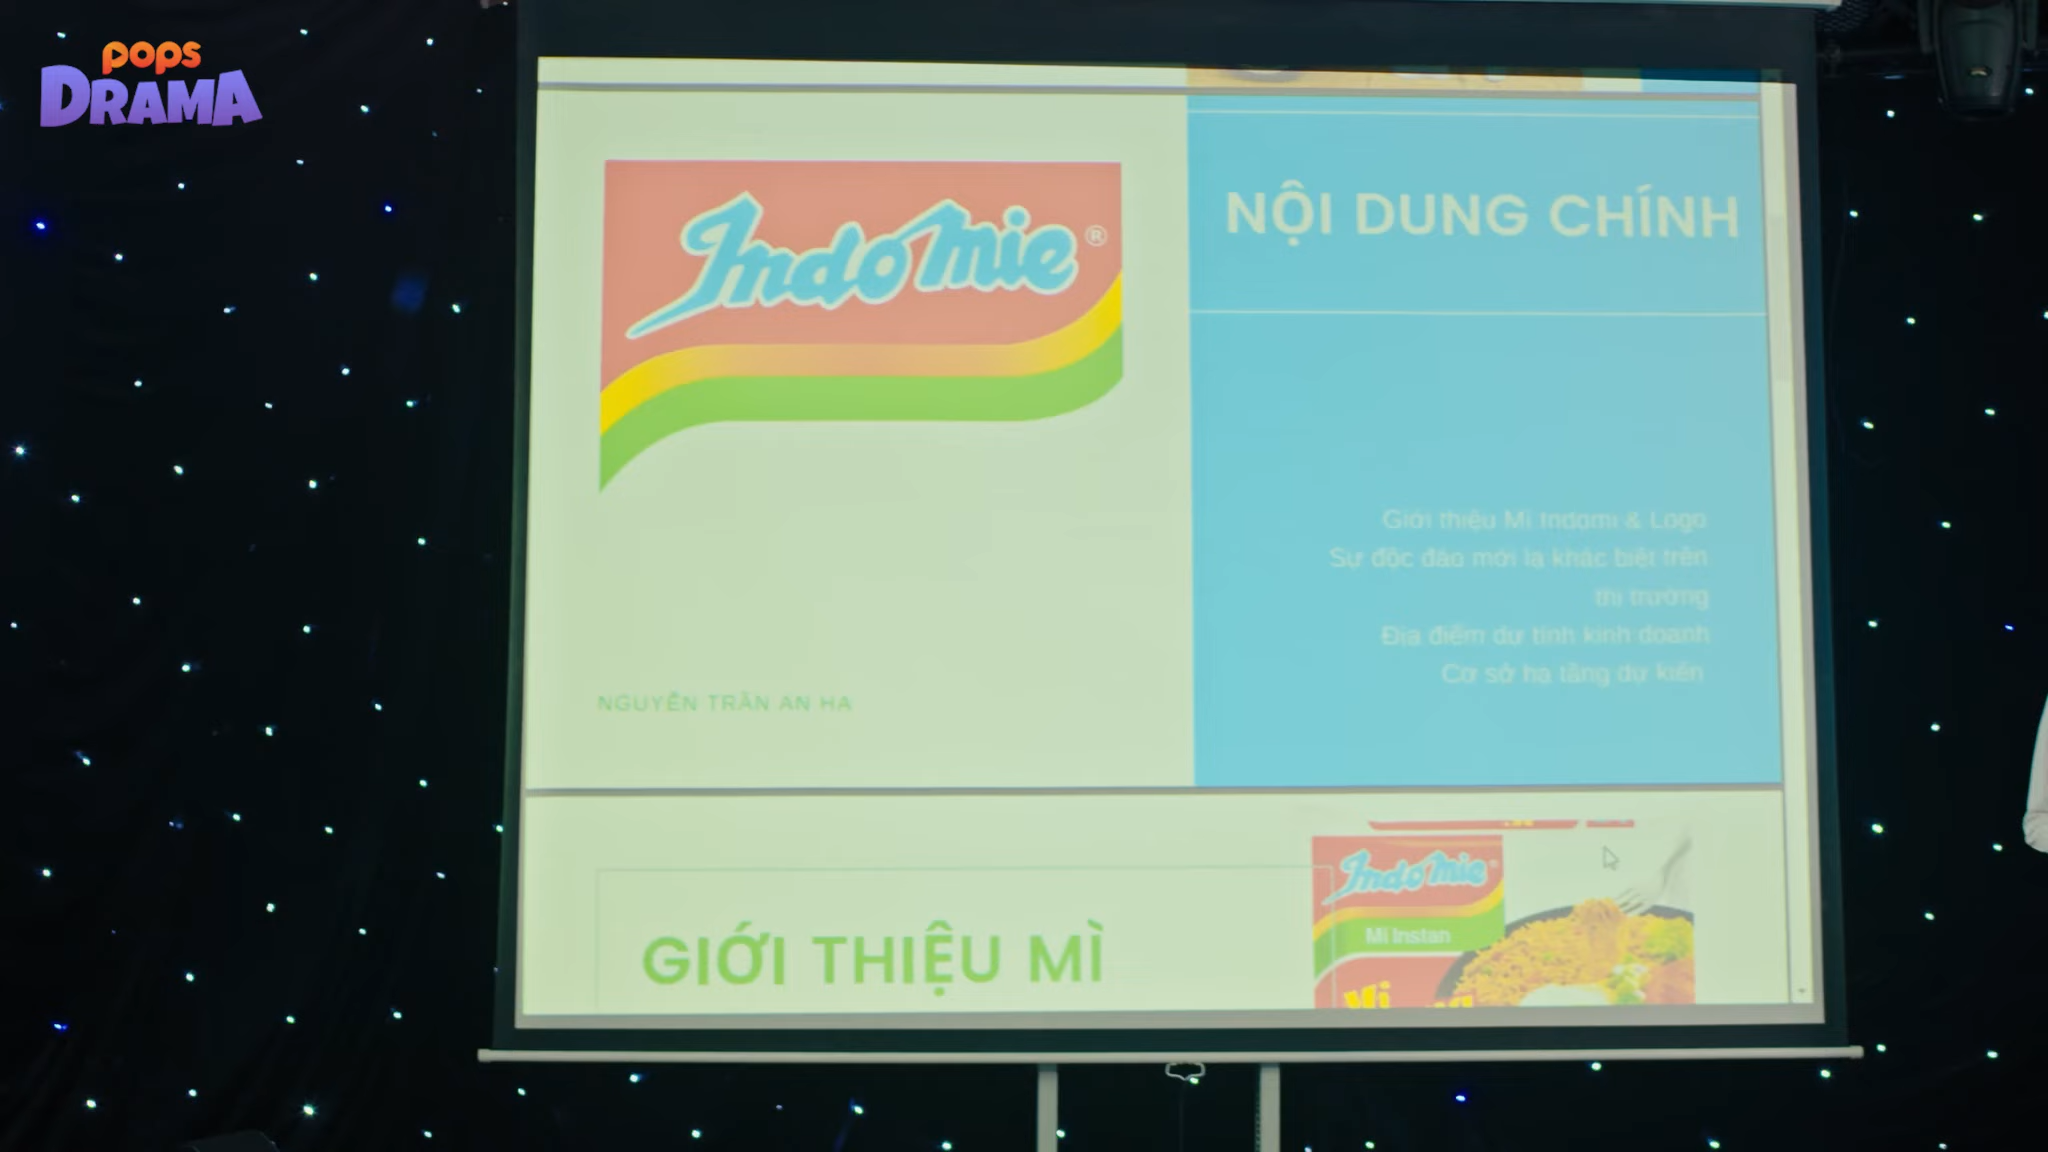 POPS
DRAMA
Indomie ®
NỘI DUNG CHÍNH
Giới thiệu Mì Indomi & Logo
Sự độc đáo mới lạ khác biệt trên
thị trường
Địa điểm dự tính kinh doanh
Cơ sở hạ tầng dự kiến
NGUYỄN TRẦN AN HẠ
GIỚI THIỆU MÌ
Indomie
Mi Instan
Mi